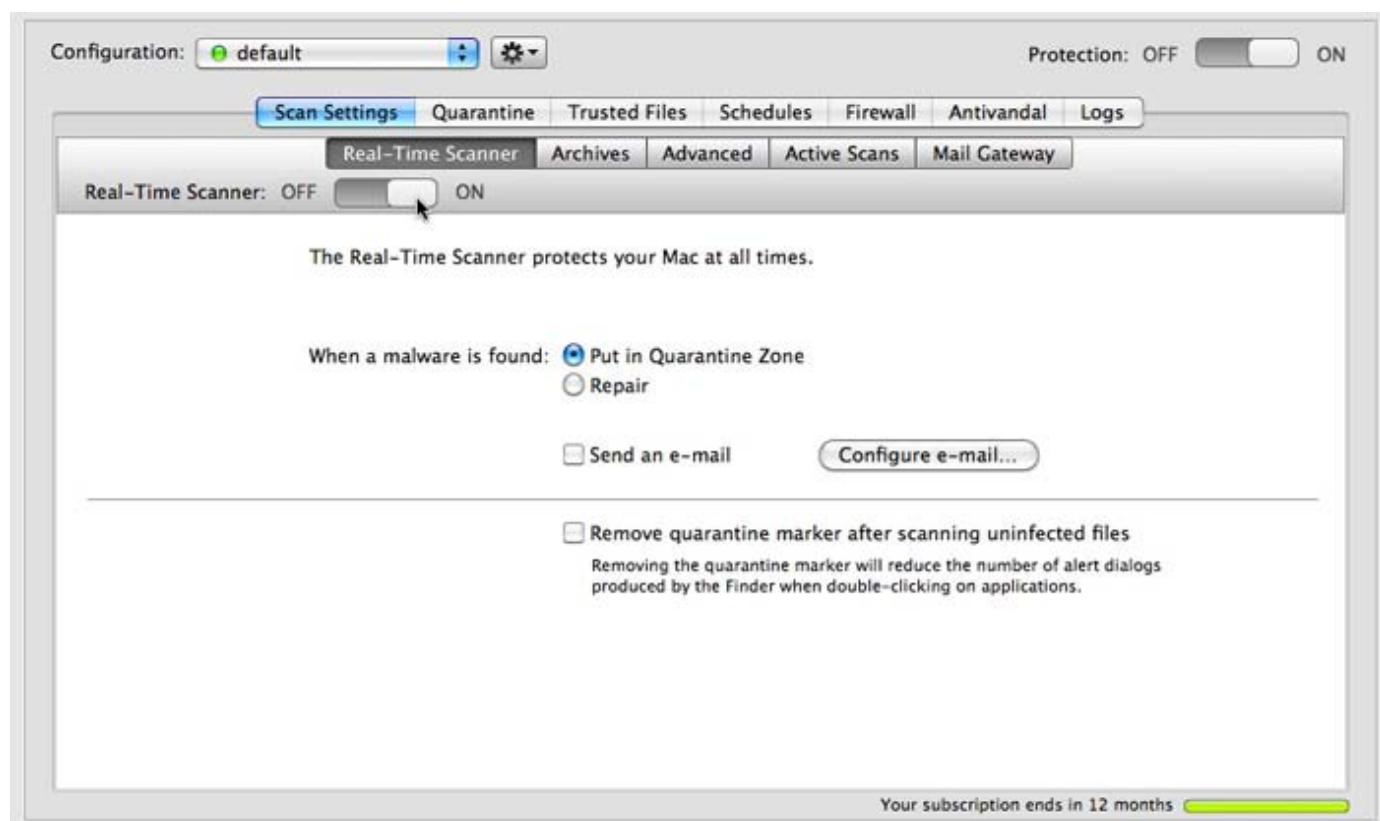 Configuration: default Protection: OFF ON
Scan Settings Quarantine Trusted Files Schedules Firewall Antivandal Logs
Real-Time Scanner Archives Advanced Active Scans Mail Gateway
Real-Time Scanner: OFF ON
The Real-Time Scanner protects your Mac at all times.
When a malware is found: Put in Quarantine Zone
Repair
Send an e-mail Configure e-mail...
Remove quarantine marker after scanning uninfected files
Removing the quarantine marker will reduce the number of alert dialogs
produced by the Finder when double-clicking on applications.
Your subscription ends in 12 months